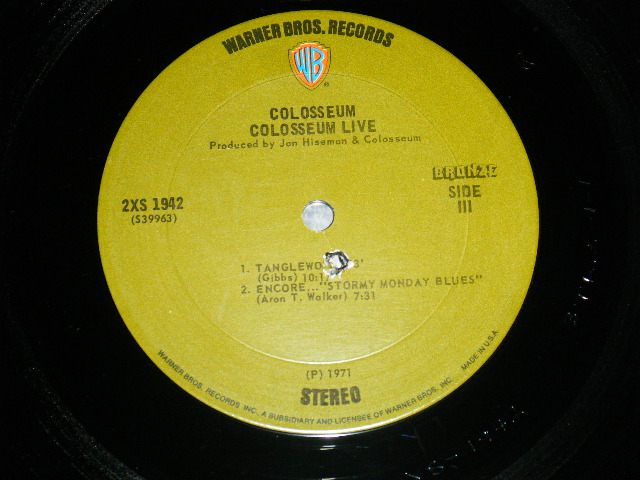 WARNER BROS. RECORDS
WB
®
COLOSSEUM
COLOSSEUM LIVE
Produced by Jon Hiseman & Colosseum
BRONZE
2XS 1942
(S39963)
SIDE
III
1. TANGLEWO 3'
(Gibbs) 10:1
2. ENCORE... "STORMY MONDAY BLUES"
(Aron T. Walker) 7:31
(P) 1971
STEREO
WARNER BROS. RECORDS INC. A SUBSIDIARY AND LICENSEE OF WARNER BROS. INC. MADE IN U.S.A.